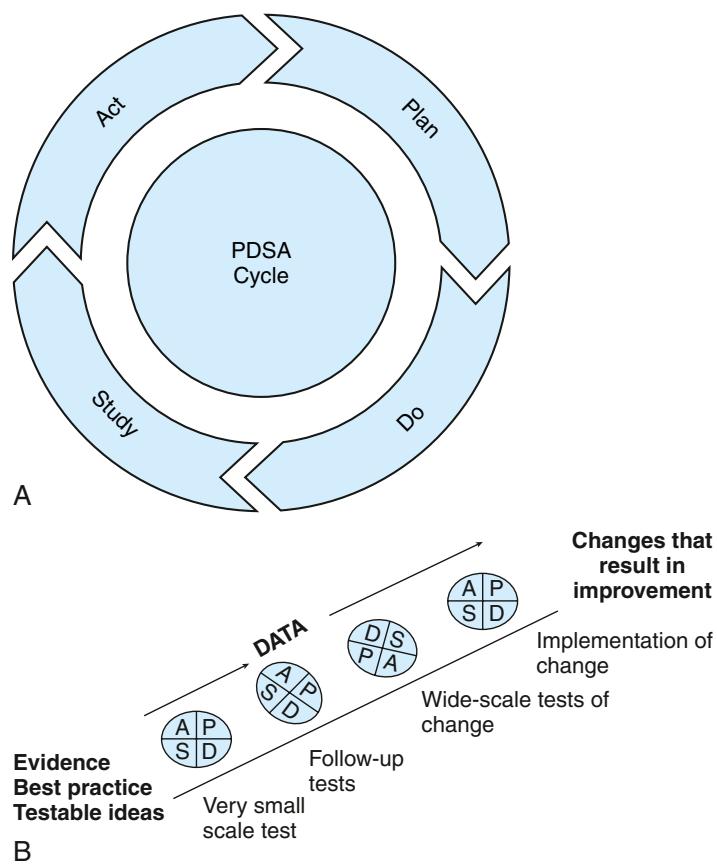 Act
Plan
PDSA
Cycle
Study
Do
A
Changes that
result in
improvement
A P
S D
DATA
D S
P A
Implementation of
change
A P
S D
Wide-scale tests of
change
A P
S D
Evidence
Best practice
Testable ideas
Follow-up
tests
Very small
scale test
B